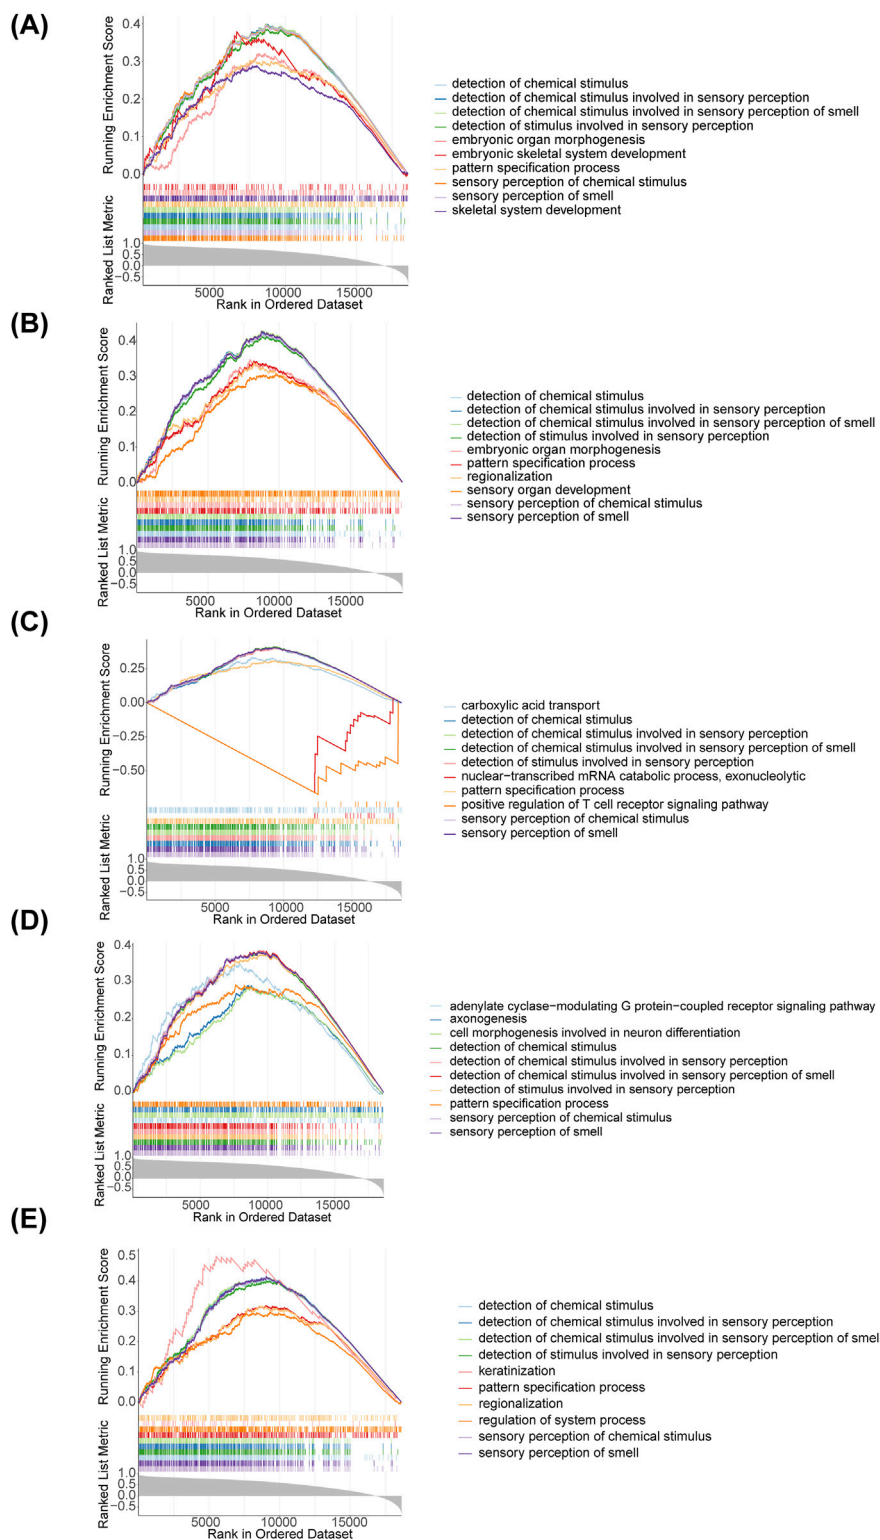 (A)
Running Enrichment Score
0.4
0.3
0.2
0.1
0.0
Ranked List Metric
1.0
0.5
0.0
−0.5
5000 10000 15000
Rank in Ordered Dataset
detection of chemical stimulus
detection of chemical stimulus involved in sensory perception
detection of chemical stimulus involved in sensory perception of smell
detection of stimulus involved in sensory perception
embryonic organ morphogenesis
embryonic skeletal system development
pattern specification process
sensory perception of chemical stimulus
sensory perception of smell
skeletal system development
(B)
Running Enrichment Score
0.4
0.3
0.2
0.1
0.0
Ranked List Metric
1.0
0.5
0.0
−0.5
5000 10000 15000
Rank in Ordered Dataset
detection of chemical stimulus
detection of chemical stimulus involved in sensory perception
detection of chemical stimulus involved in sensory perception of smell
detection of stimulus involved in sensory perception
embryonic organ morphogenesis
pattern specification process
regionalization
sensory organ development
sensory perception of chemical stimulus
sensory perception of smell
(C)
Running Enrichment Score
0.25
0.00
−0.25
−0.50
Ranked List Metric
1.0
0.5
0.0
−0.5
5000 10000 15000
Rank in Ordered Dataset
carboxylic acid transport
detection of chemical stimulus
detection of chemical stimulus involved in sensory perception
detection of chemical stimulus involved in sensory perception of smell
detection of stimulus involved in sensory perception
nuclear−transcribed mRNA catabolic process, exonucleolytic
pattern specification process
positive regulation of T cell receptor signaling pathway
sensory perception of chemical stimulus
sensory perception of smell
(D)
Running Enrichment Score
0.4
0.3
0.2
0.1
0.0
Ranked List Metric
1.0
0.5
0.0
−0.5
5000 10000 15000
Rank in Ordered Dataset
adenylate cyclase−modulating G protein−coupled receptor signaling pathway
axonogenesis
cell morphogenesis involved in neuron differentiation
detection of chemical stimulus
detection of chemical stimulus involved in sensory perception
detection of chemical stimulus involved in sensory perception of smell
detection of stimulus involved in sensory perception
pattern specification process
sensory perception of chemical stimulus
sensory perception of smell
(E)
Running Enrichment Score
0.5
0.4
0.3
0.2
0.1
0.0
Ranked List Metric
1.0
0.5
0.0
−0.5
5000 10000 15000
Rank in Ordered Dataset
detection of chemical stimulus
detection of chemical stimulus involved in sensory perception
detection of chemical stimulus involved in sensory perception of smel
detection of stimulus involved in sensory perception
keratinization
pattern specification process
regionalization
regulation of system process
sensory perception of chemical stimulus
sensory perception of smell